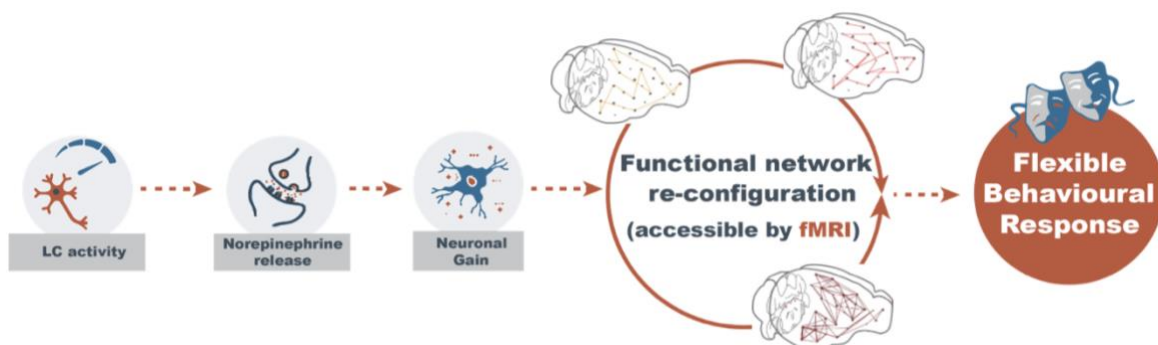 LC activity
Norepinephrine
release
Neuronal
Gain
Functional network
re-configuration
(accessible by fMRI)
Flexible
Behavioural
Response